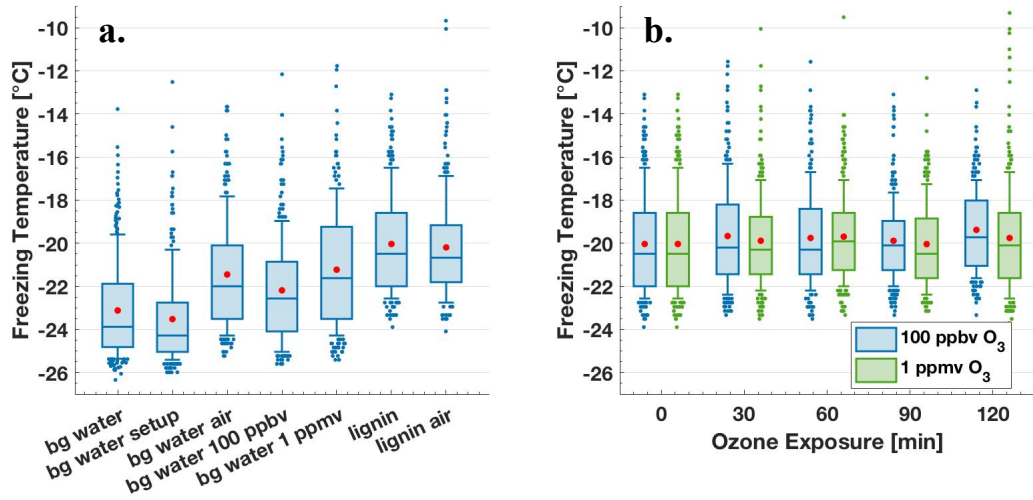 a.
Freezing Temperature [°C]
-10
-12
-14
-16
-18
-20
-22
-24
-26
bg water
bg water setup
bg water air
bg water 100 ppbv
bg water 1 ppmv
lignin
lignin air
b.
Freezing Temperature [°C]
-10
-12
-14
-16
-18
-20
-22
-24
-26
100 ppbv O₃
1 ppmv O₃
0 30 60 90 120
Ozone Exposure [min]